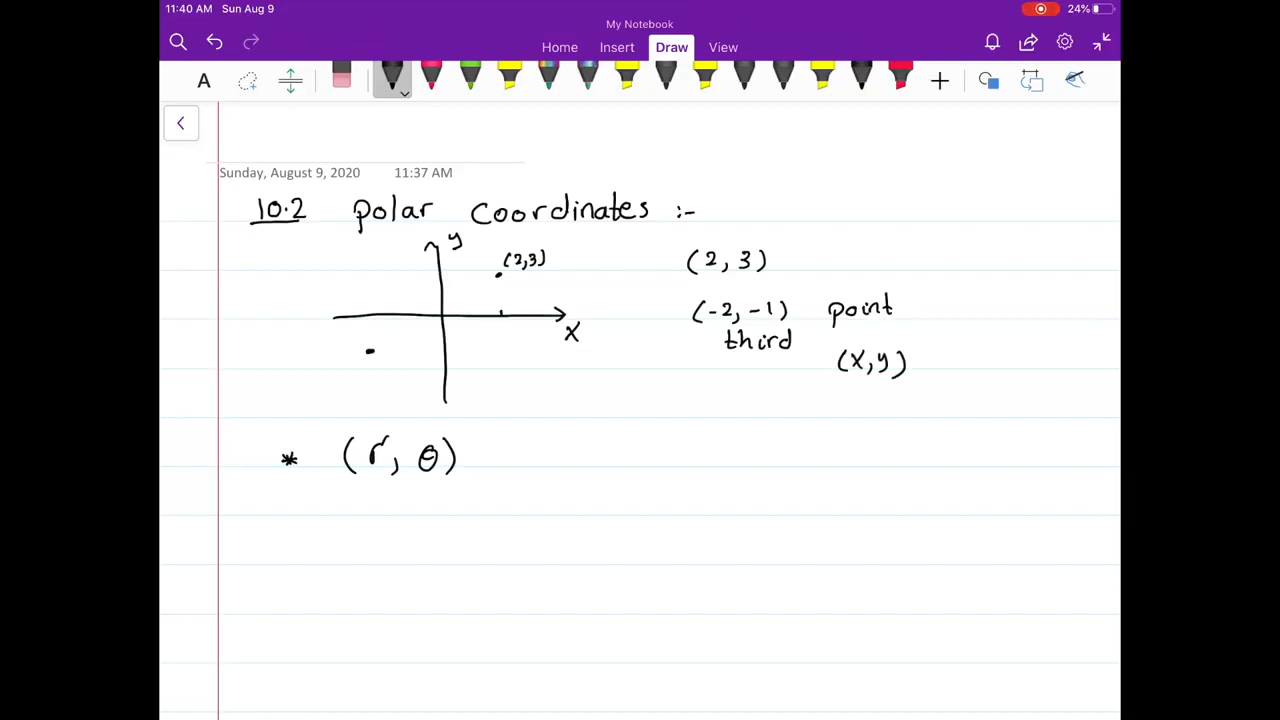 11:40 AM Sun Aug 9 24%
My Notebook
Home Insert Draw View
A
Sunday, August 9, 2020 11:37 AM
10.2 polar coordinates :-
y
(2,3) (2, 3)
(-2, -1) point
x third
(x,y)
* (r, θ)